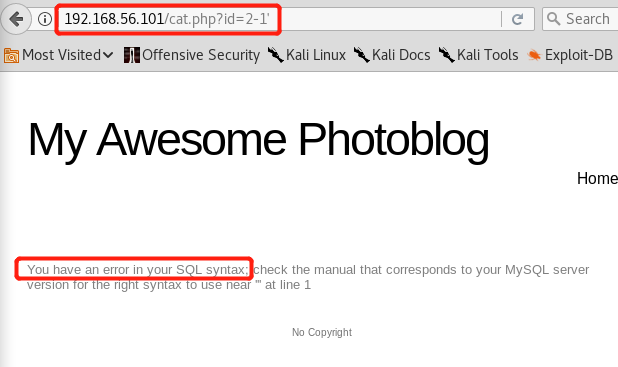 192.168.56.101/cat.php?id=2-1'
Search
Most Visited Offensive Security Kali Linux Kali Docs Kali Tools Exploit-DB
My Awesome Photoblog
Home
You have an error in your SQL syntax; check the manual that corresponds to your MySQL server
version for the right syntax to use near ''' at line 1
No Copyright